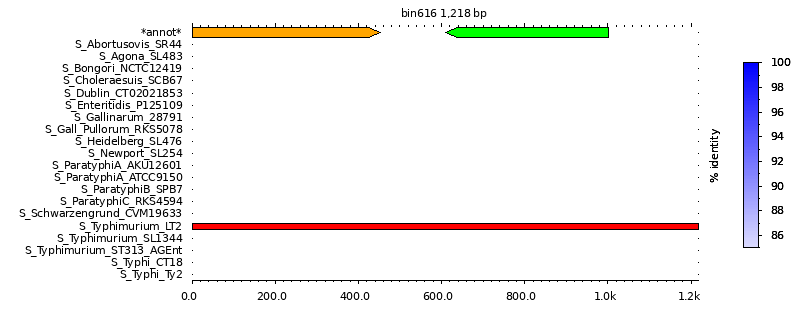 bin616 1,218 bp
*annot*
S_Abortusovis_SR44
S_Agona_SL483
S_Bongori_NCTC12419
S_Choleraesuis_SCB67
S_Dublin_CT02021853
S_Enteritidis_P125109
S_Gallinarum_28791
S_Gall_Pullorum_RKS5078
S_Heidelberg_SL476
S_Newport_SL254
S_ParatyphiA_AKU12601
S_ParatyphiA_ATCC9150
S_ParatyphiB_SPB7
S_ParatyphiC_RKS4594
S_Schwarzengrund_CVM19633
S_Typhimurium_LT2
S_Typhimurium_SL1344
S_Typhimurium_ST313_AGEnt
S_Typhi_CT18
S_Typhi_Ty2
0.0 200.0 400.0 600.0 800.0 1.0k 1.2k
% identity
100
98
96
94
92
90
88
86